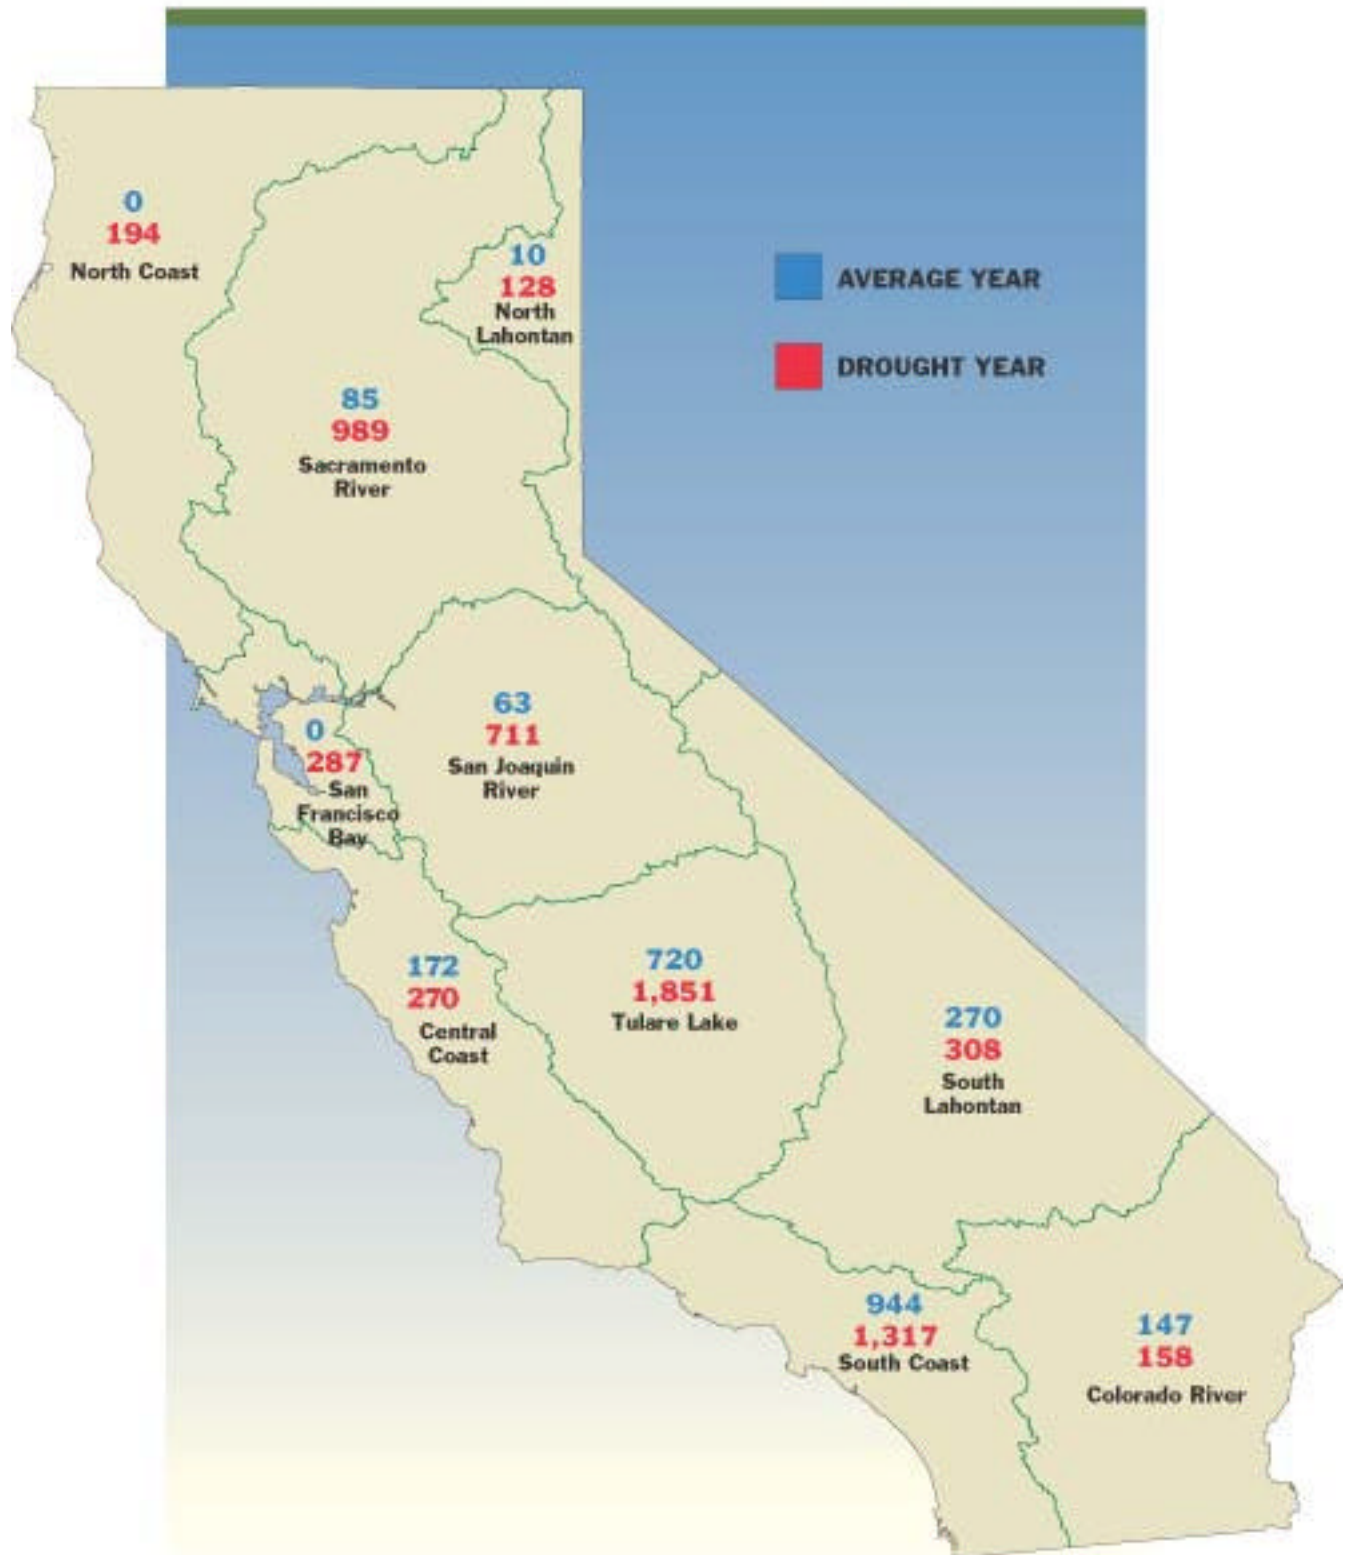 0
194
North Coast
10
128
North
Lahontan
AVERAGE YEAR
DROUGHT YEAR
85
989
Sacramento
River
0
287
San
Francisco
Bay
63
711
San Joaquin
River
172
270
Central
Coast
720
1,851
Tulare Lake
270
308
South
Lahontan
944
1,317
South Coast
147
158
Colorado River